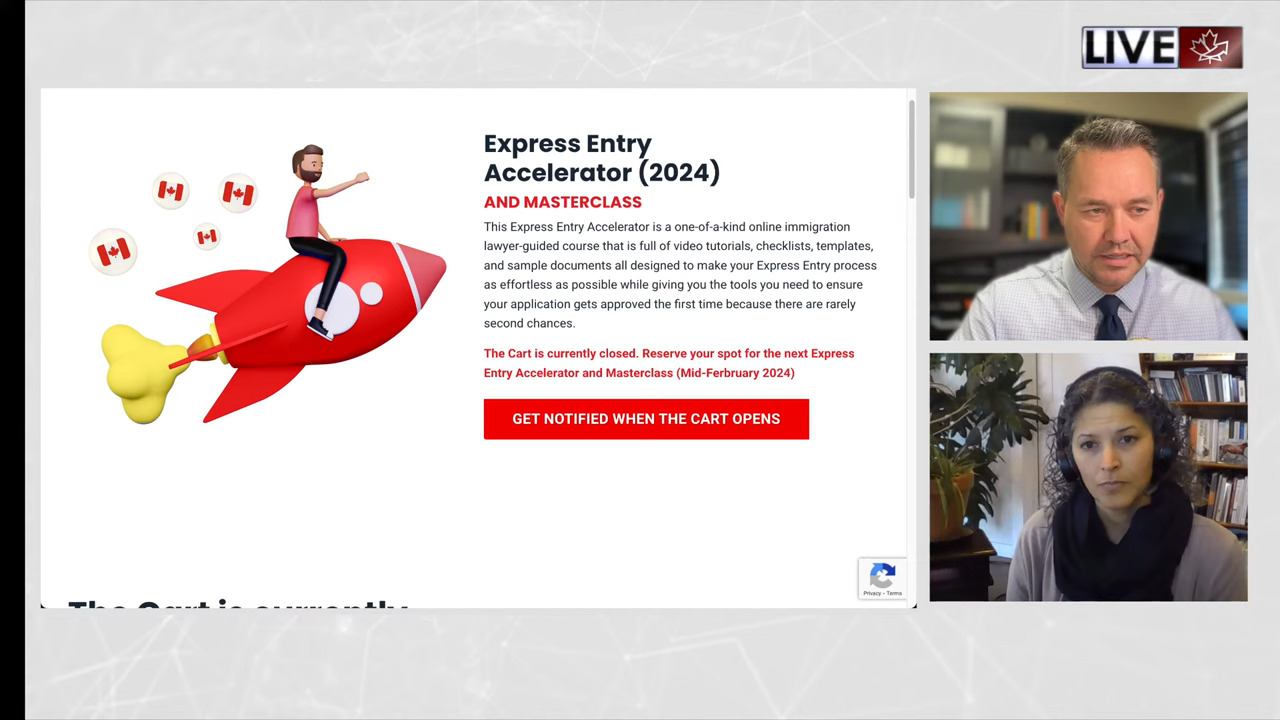 LIVE
Express Entry
Accelerator (2024)
AND MASTERCLASS
This Express Entry Accelerator is a one-of-a-kind online immigration
lawyer-guided course that is full of video tutorials, checklists, templates,
and sample documents all designed to make your Express Entry process
as effortless as possible while giving you the tools you need to ensure
your application gets approved the first time because there are rarely
second chances.
The Cart is currently closed. Reserve your spot for the next Express
Entry Accelerator and Masterclass (Mid-Ferbruary 2024)
GET NOTIFIED WHEN THE CART OPENS
Privacy - Terms
The Cart is currently